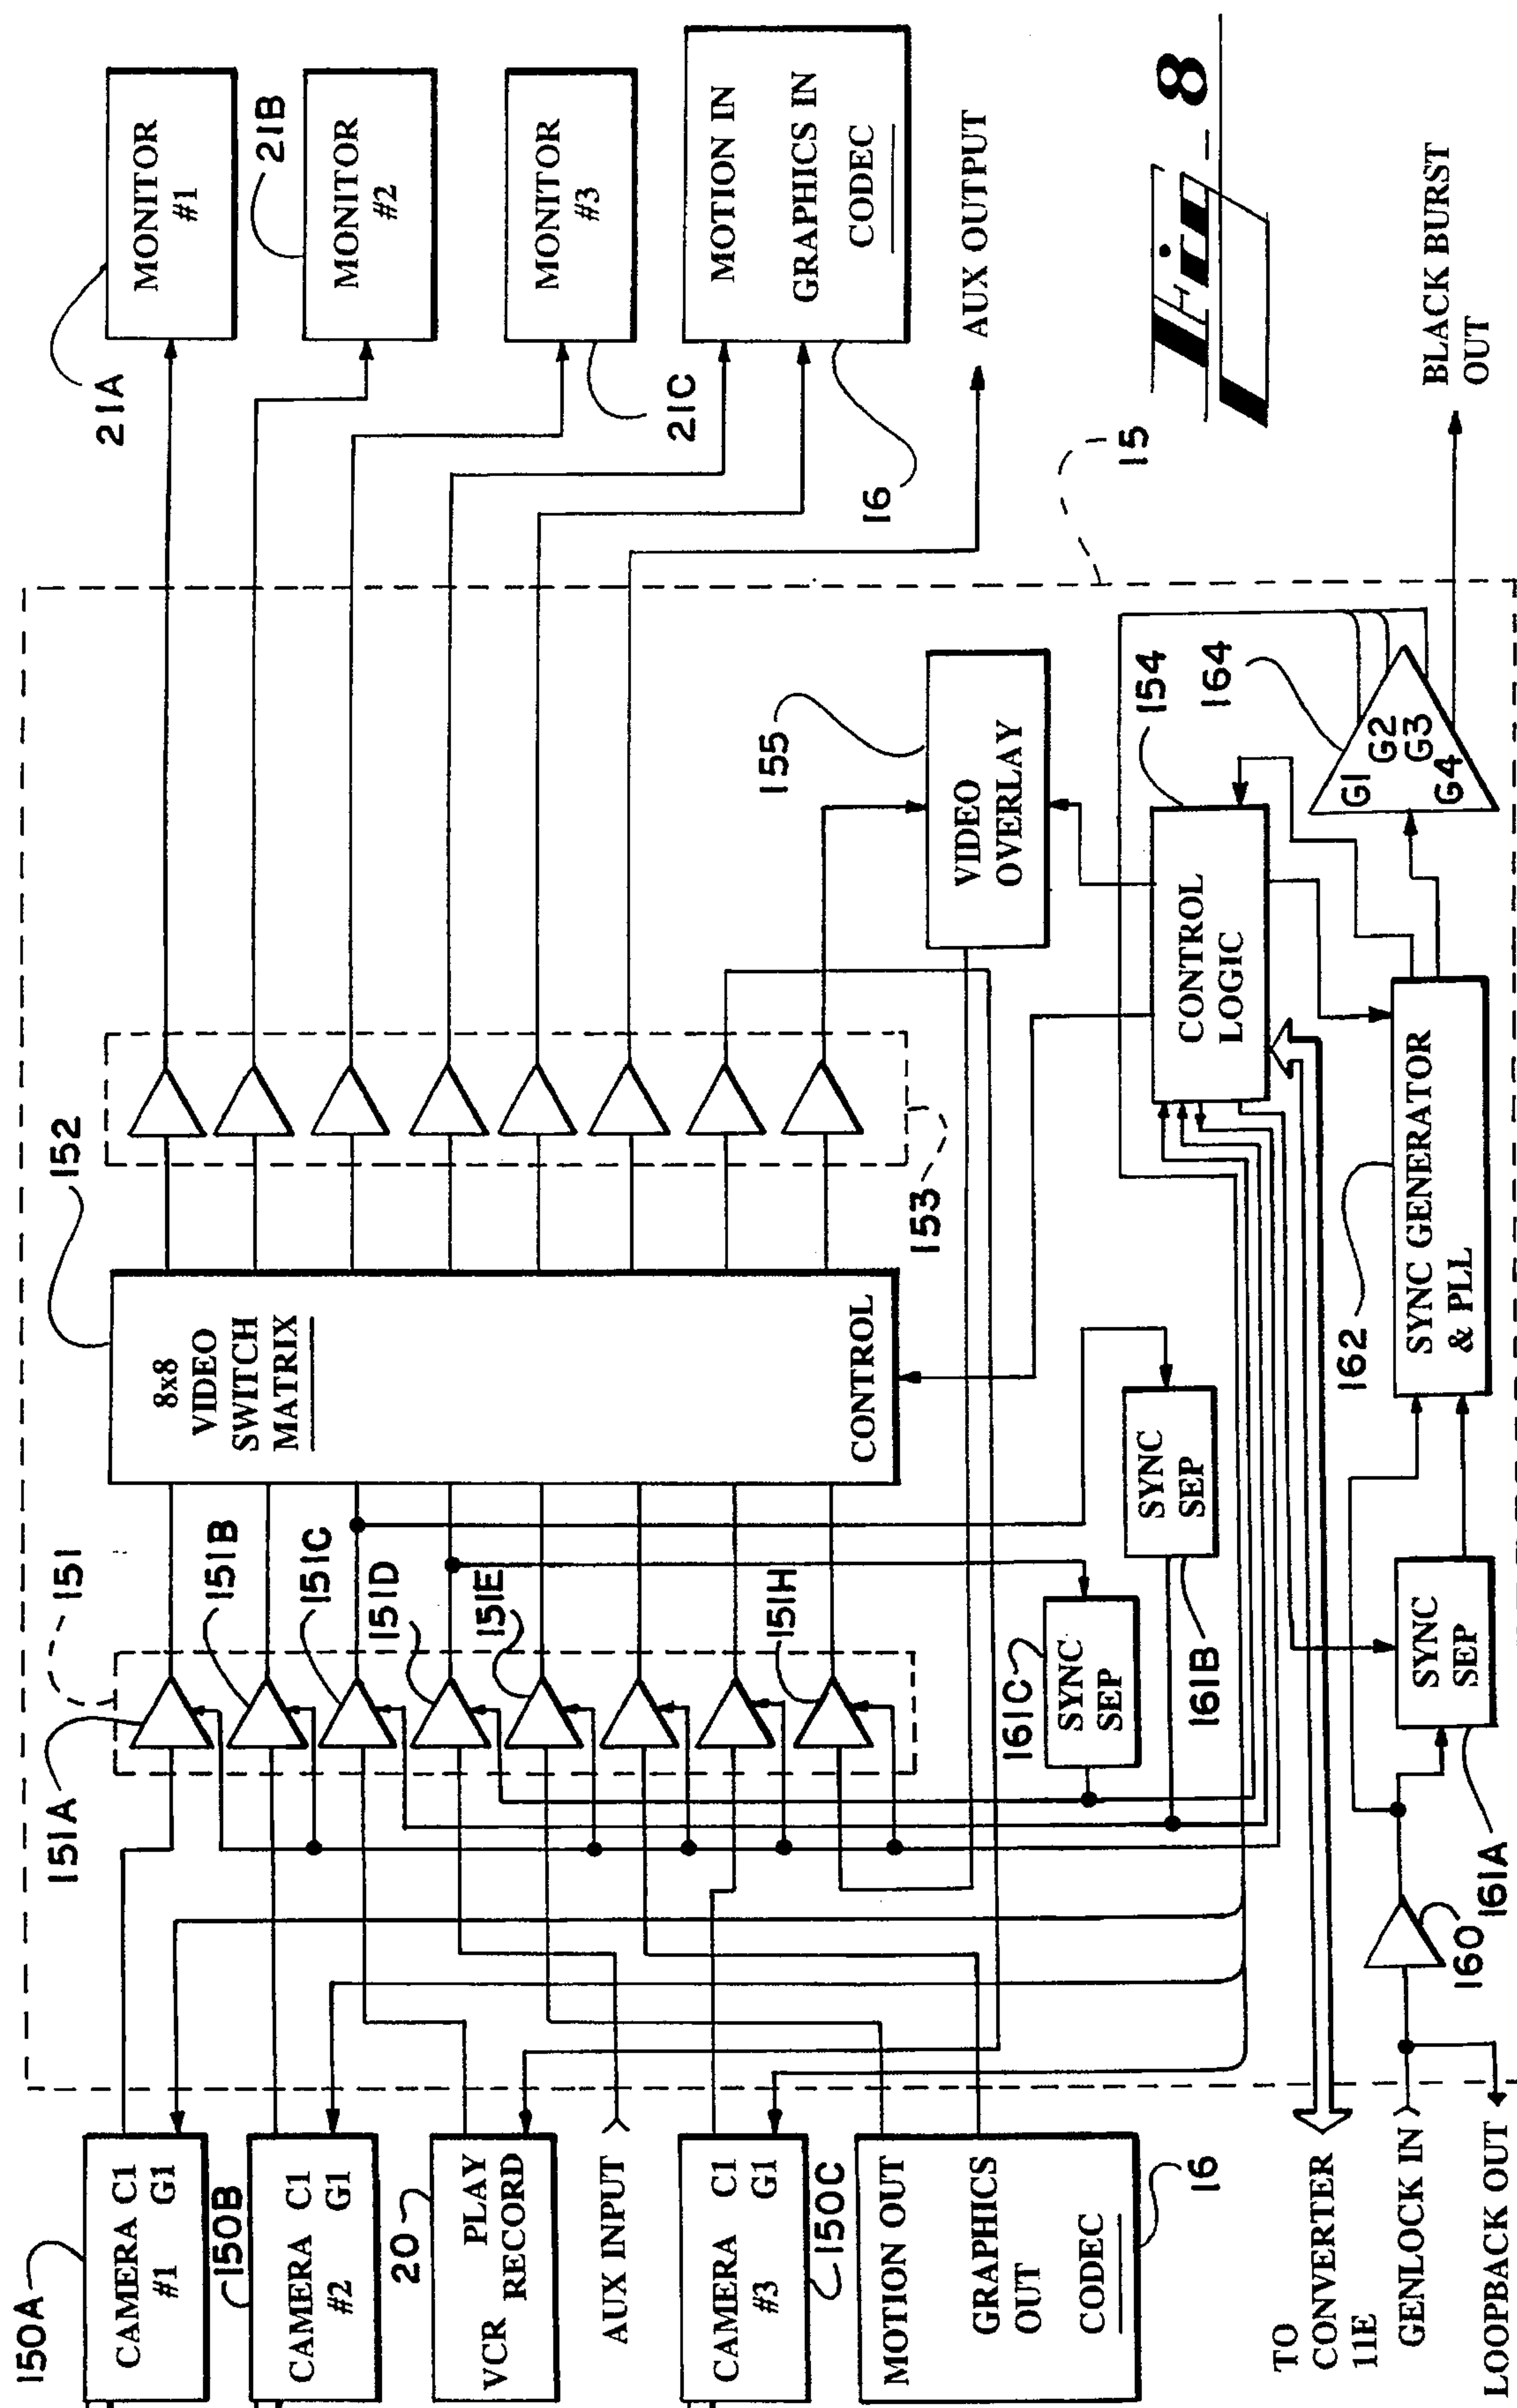 150A
CAMERA C1
#1 G1
150B
CAMERA C1
#2 G1
20
PLAY
VCR RECORD
AUX INPUT
CAMERA C1
#3 G1
150C
MOTION OUT
GRAPHICS
OUT
CODEC
16
TO
CONVERTER
11E
GENLOCK IN
LOOPBACK OUT
151
151A
151B
151C
151D
151E
151H
152
8x8
VIDEO
SWITCH
MATRIX
CONTROL
153
161C
SYNC
SEP
SYNC
SEP
161B
160
SYNC
SEP
161A
162
SYNC GENERATOR
& PLL
CONTROL
LOGIC
154
155
VIDEO
OVERLAY
164
G1
G2
G3
G4
15
21A
MONITOR
#1
21B
MONITOR
#2
MONITOR
#3
21C
MOTION IN
GRAPHICS IN
CODEC
16
AUX OUTPUT
BLACK BURST
OUT
Fig_8